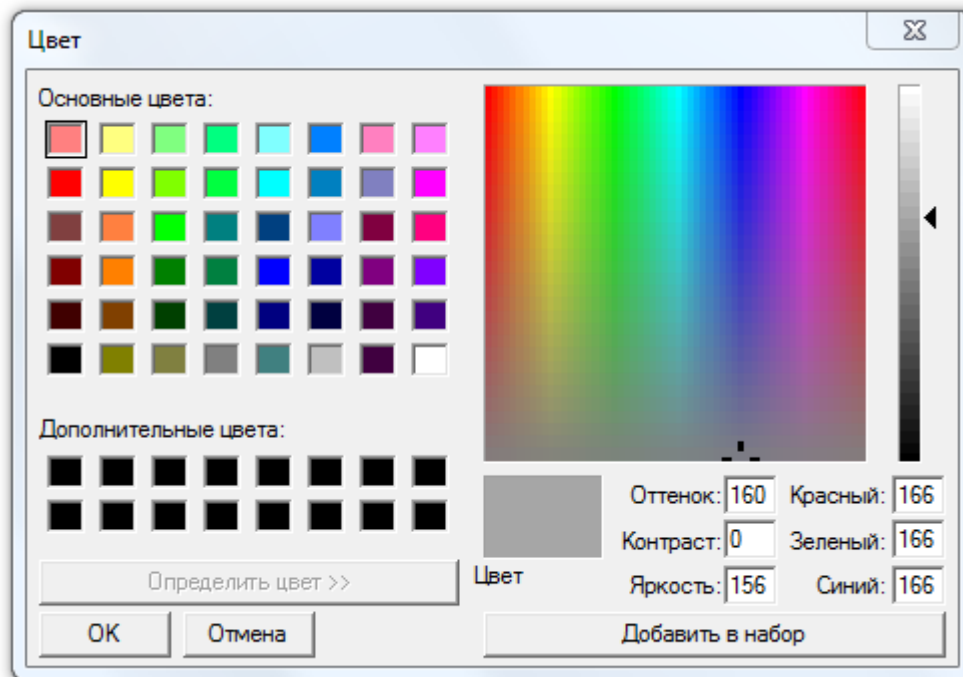 Цвет
Основные цвета:
Дополнительные цвета:
Определить цвет >>
OK
Отмена
Цвет
Оттенок: 160
Красный: 166
Контраст: 0
Зеленый: 166
Яркость: 156
Синий: 166
Добавить в набор